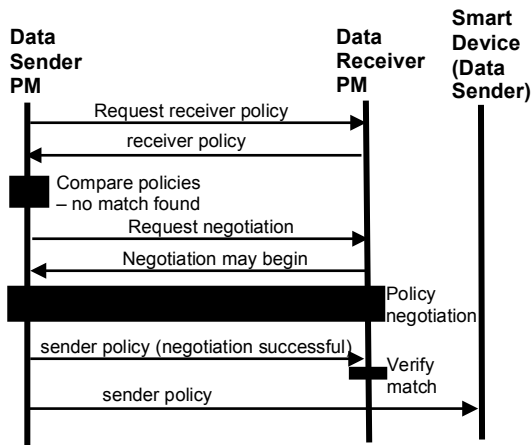 Data
Sender
PM
Data
Receiver
PM
Smart
Device
(Data
Sender)
Request receiver policy
receiver policy
Compare policies
– no match found
Request negotiation
Negotiation may begin
Policy
negotiation
sender policy (negotiation successful)
Verify
match
sender policy